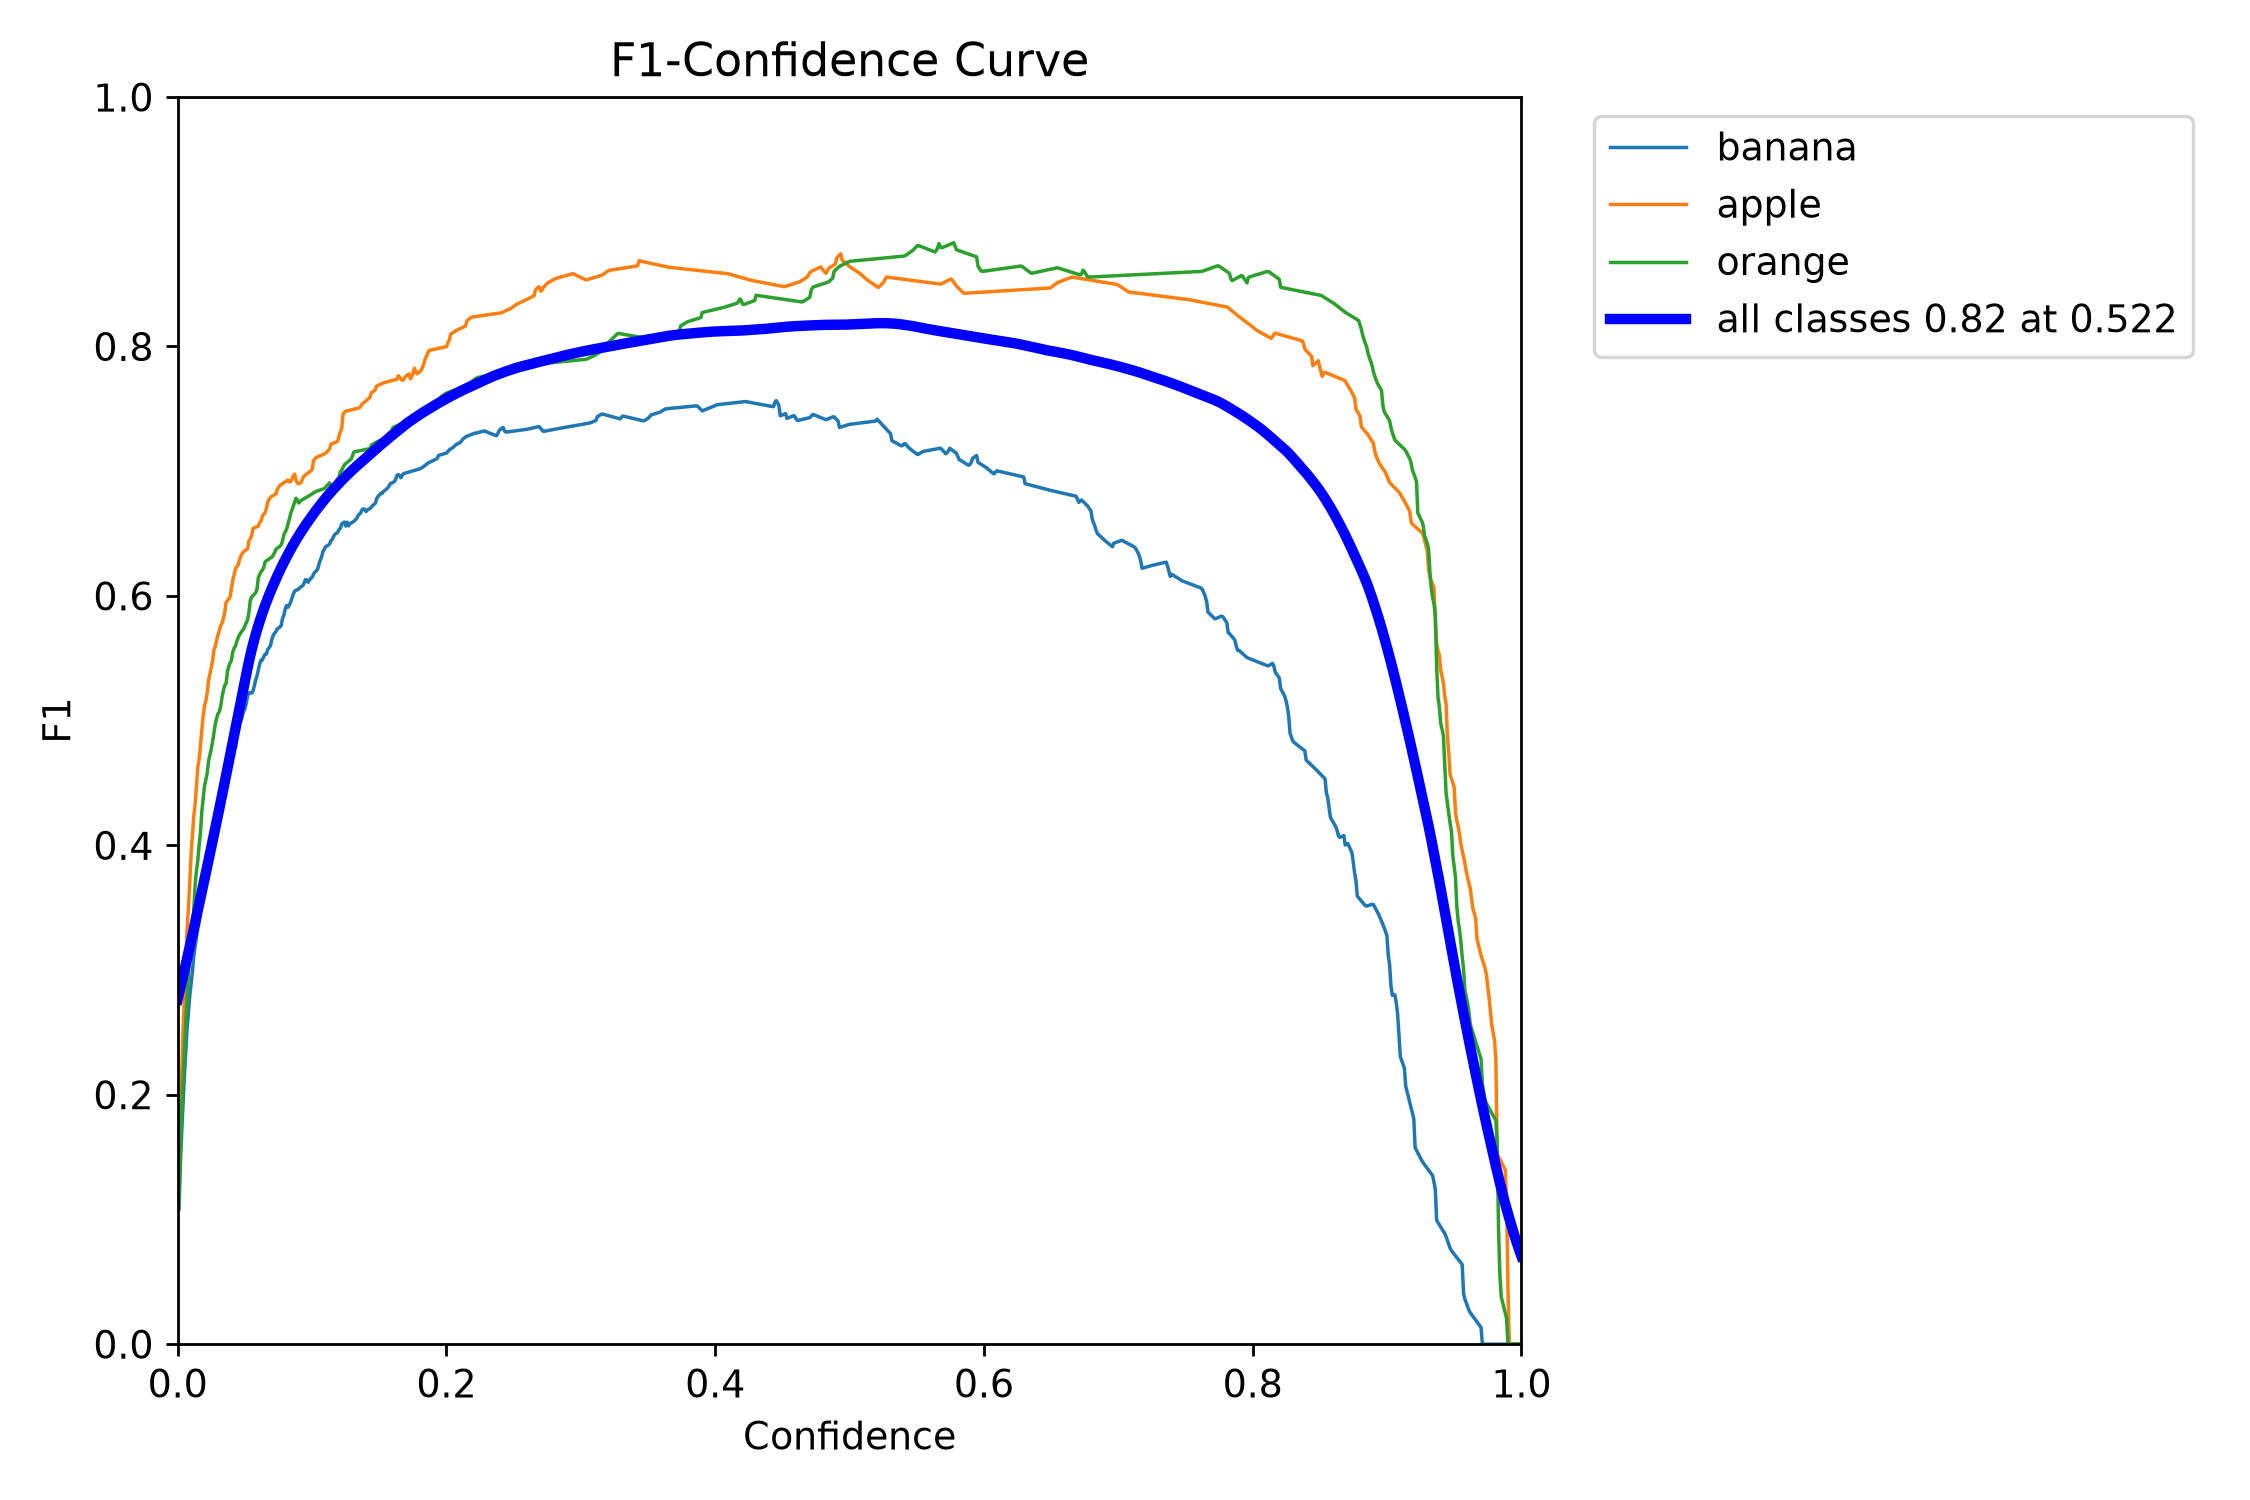 F1-Confidence Curve
1.0
0.8
0.6
0.4
0.2
0.0
F1
0.0 0.2 0.4 0.6 0.8 1.0
Confidence
banana
apple
orange
all classes 0.82 at 0.522